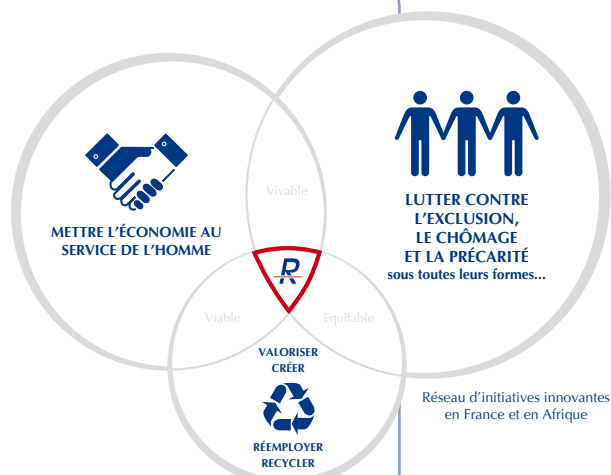 Vivable
METTRE L'ÉCONOMIE AU
SERVICE DE L'HOMME
LUTTER CONTRE
L'EXCLUSION,
LE CHÔMAGE
ET LA PRÉCARITÉ
sous toutes leurs formes...
R
Viable
Equitable
VALORISER
CRÉER
RÉEMPLOYER
RECYCLER
Réseau d'initiatives innovantes
en France et en Afrique